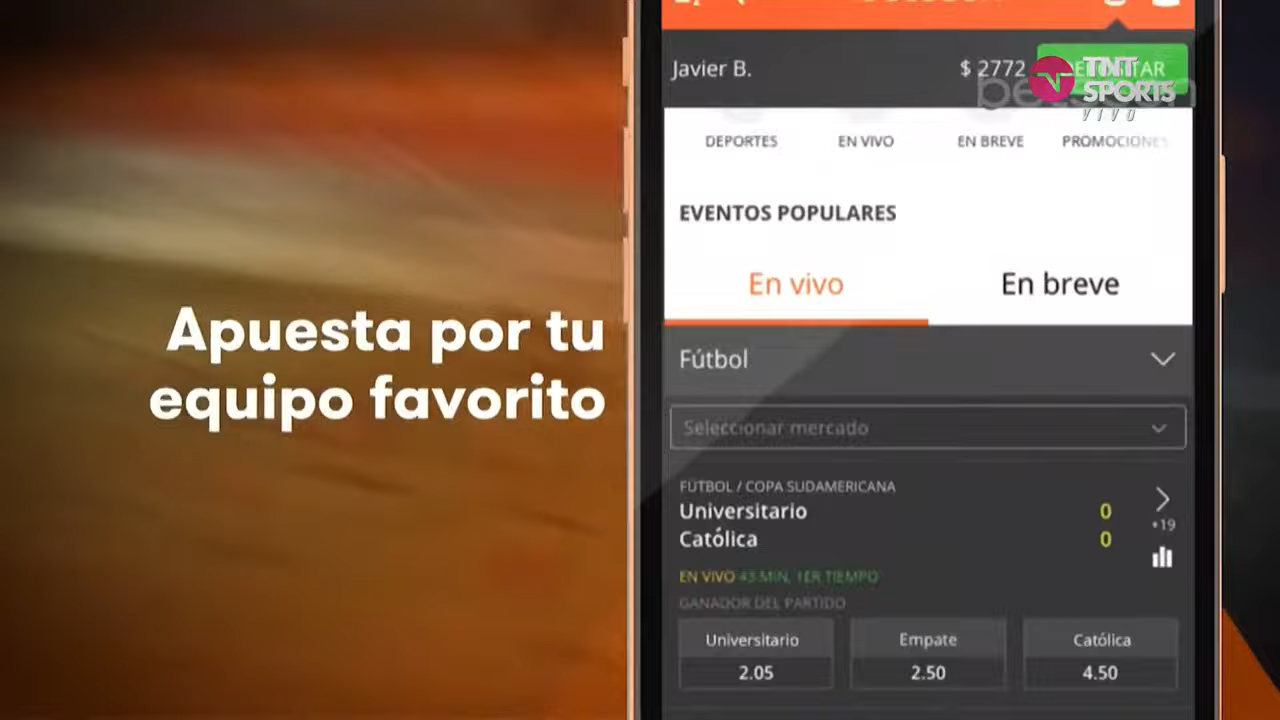 Apuesta por tu
equipo favorito
Javier B.
$ 2772
TNT
SPORTS
VIVO
DEPORTES
EN VIVO
EN BREVE
PROMOCIONES
EVENTOS POPULARES
En vivo
En breve
Fútbol
Seleccionar mercado
FÚTBOL / COPA SUDAMERICANA
Universitario 0
+19
Católica 0
EN VIVO 43 MIN, 1ER TIEMPO
GANADOR DEL PARTIDO
Universitario
Empate
Católica
2.05
2.50
4.50